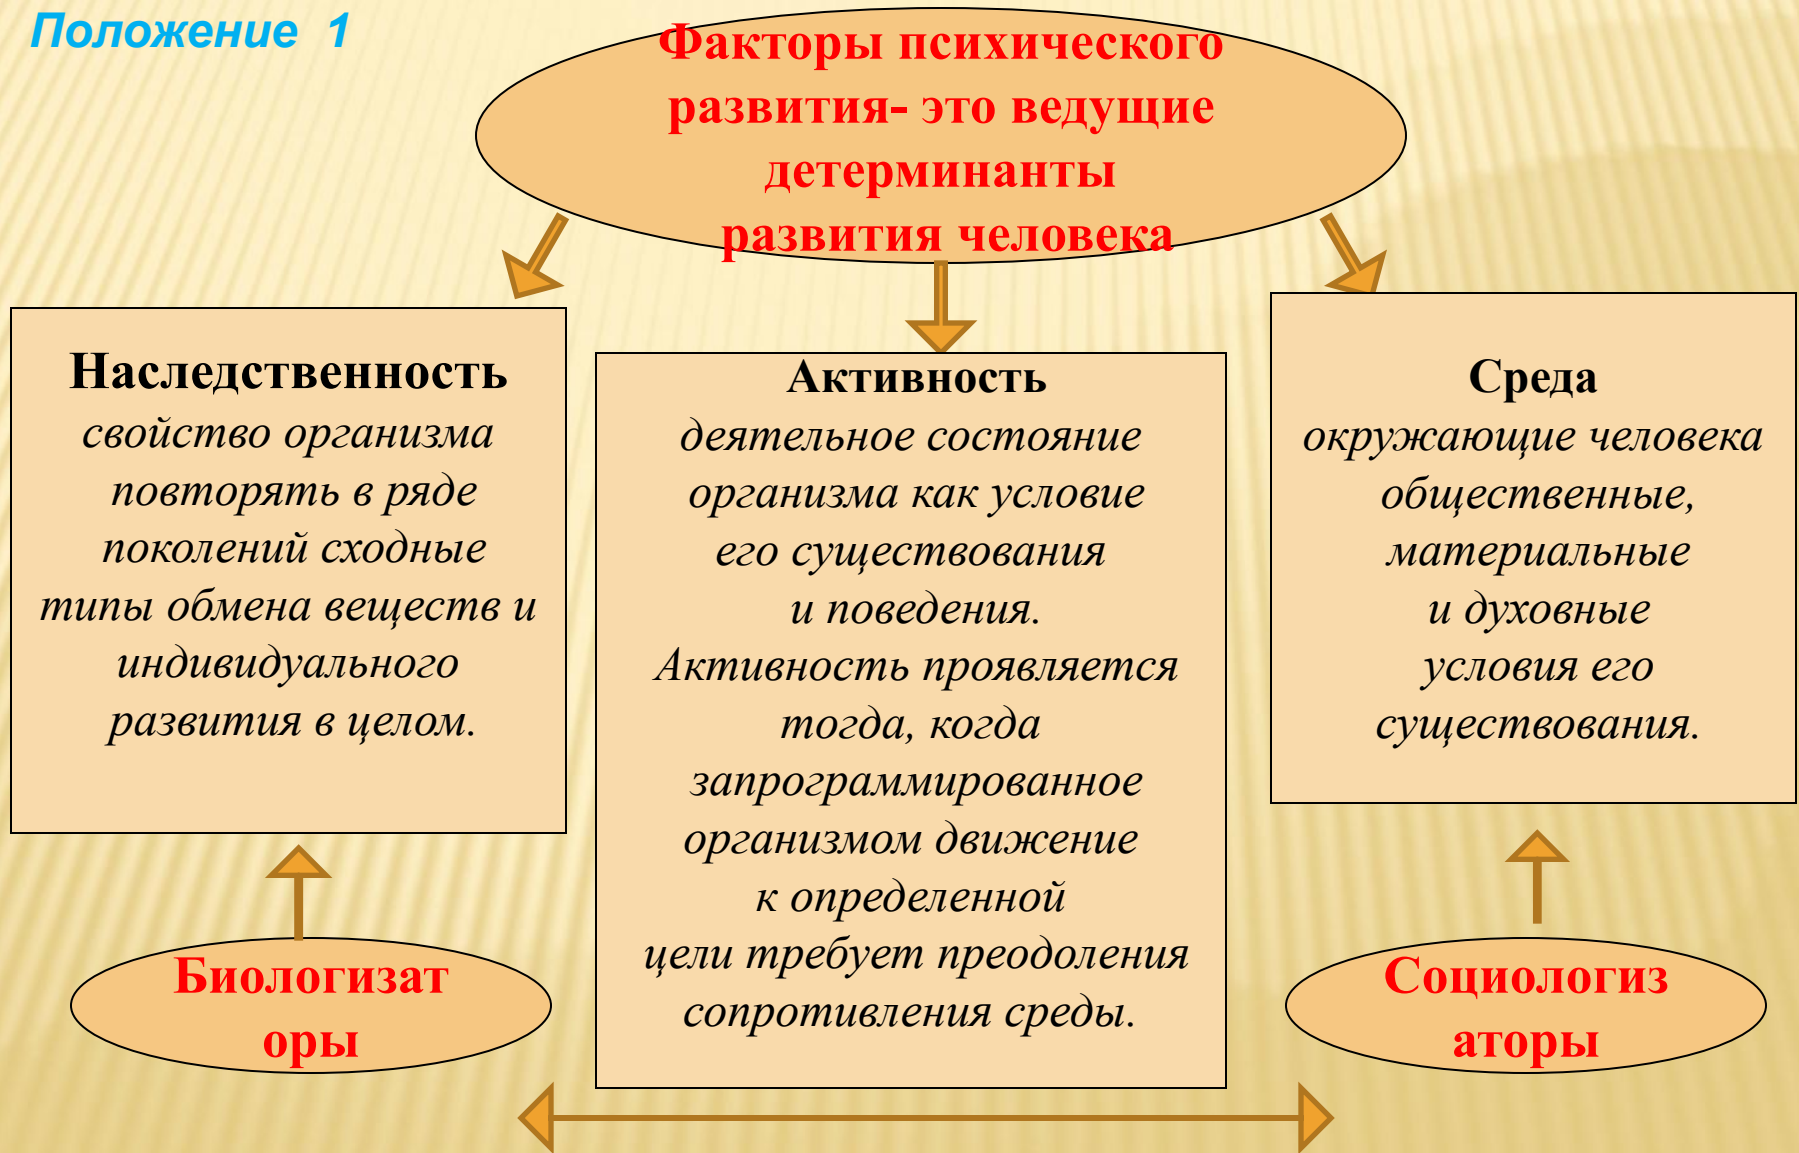 Положение 1
Факторы психического
развития- это ведущие
детерминанты
развития человека
Наследственность
свойство организма
повторять в ряде
поколений сходные
типы обмена веществ и
индивидуального
развития в целом.
Активность
деятельное состояние
организма как условие
его существования
и поведения.
Активность проявляется
тогда, когда
запрограммированное
организмом движение
к определенной
цели требует преодоления
сопротивления среды.
Среда
окружающие человека
общественные,
материальные
и духовные
условия его
существования.
Биологизат
оры
Социологиз
аторы